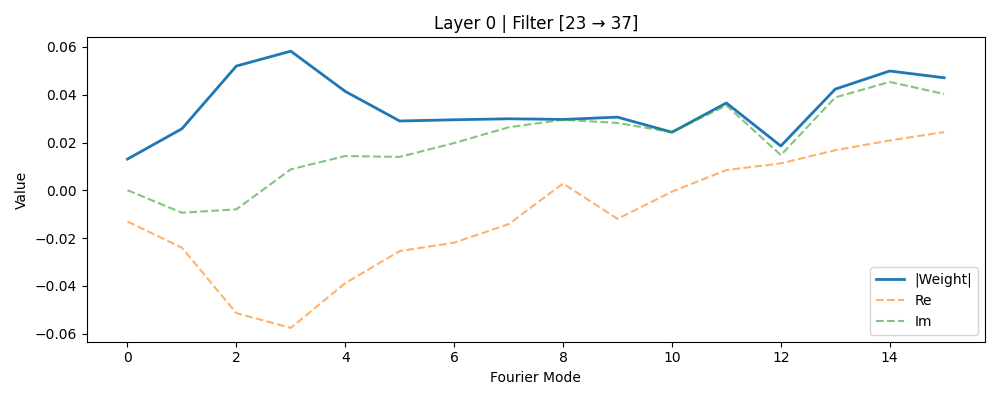 Layer 0 | Filter [23 → 37]
0.06
0.04
0.02
0.00
−0.02
−0.04
−0.06
Value
0 2 4 6 8 10 12 14
Fourier Mode
|Weight|
Re
Im